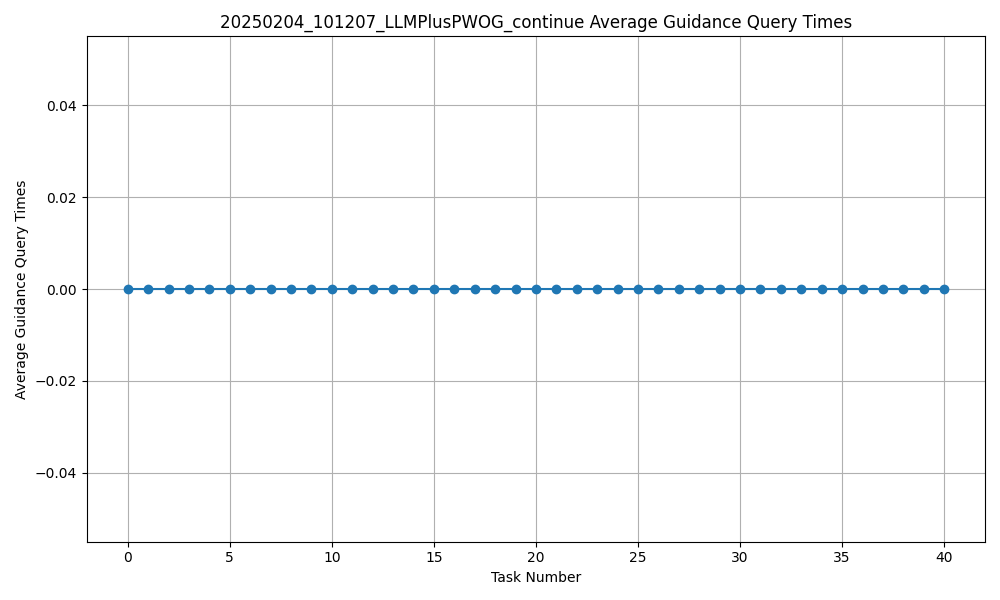 20250204_101207_LLMPlusPWOG_continue Average Guidance Query Times
Average Guidance Query Times
0.04
0.02
0.00
−0.02
−0.04
0 5 10 15 20 25 30 35 40
Task Number